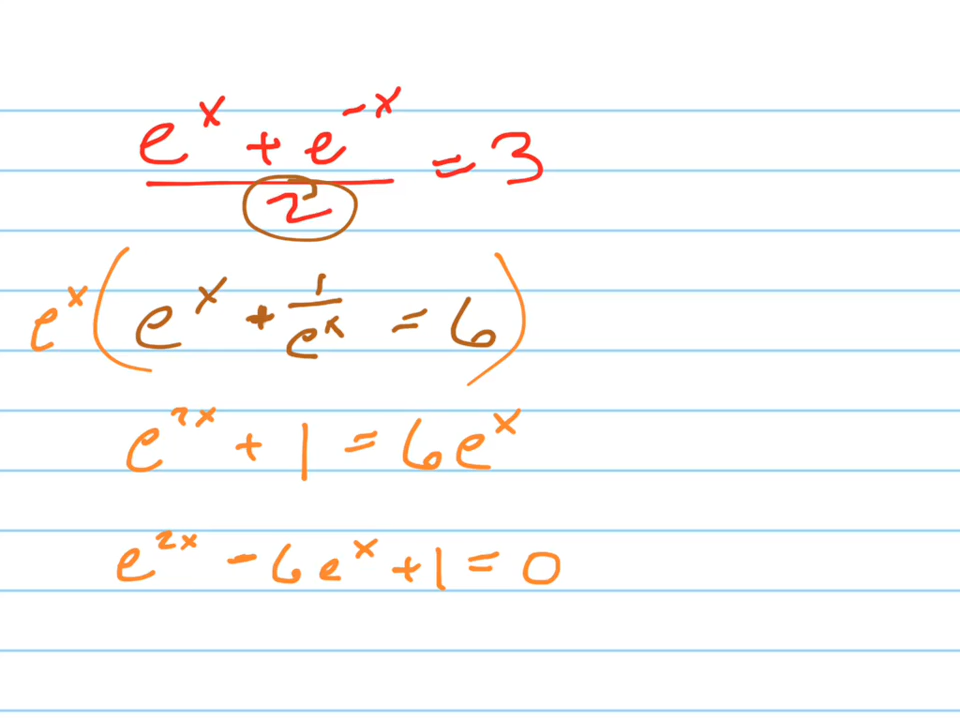 (e^x + e^-x)/2 = 3
e^x (e^x + 1/e^x = 6)
e^2x + 1 = 6e^x
e^2x - 6e^x + 1 = 0